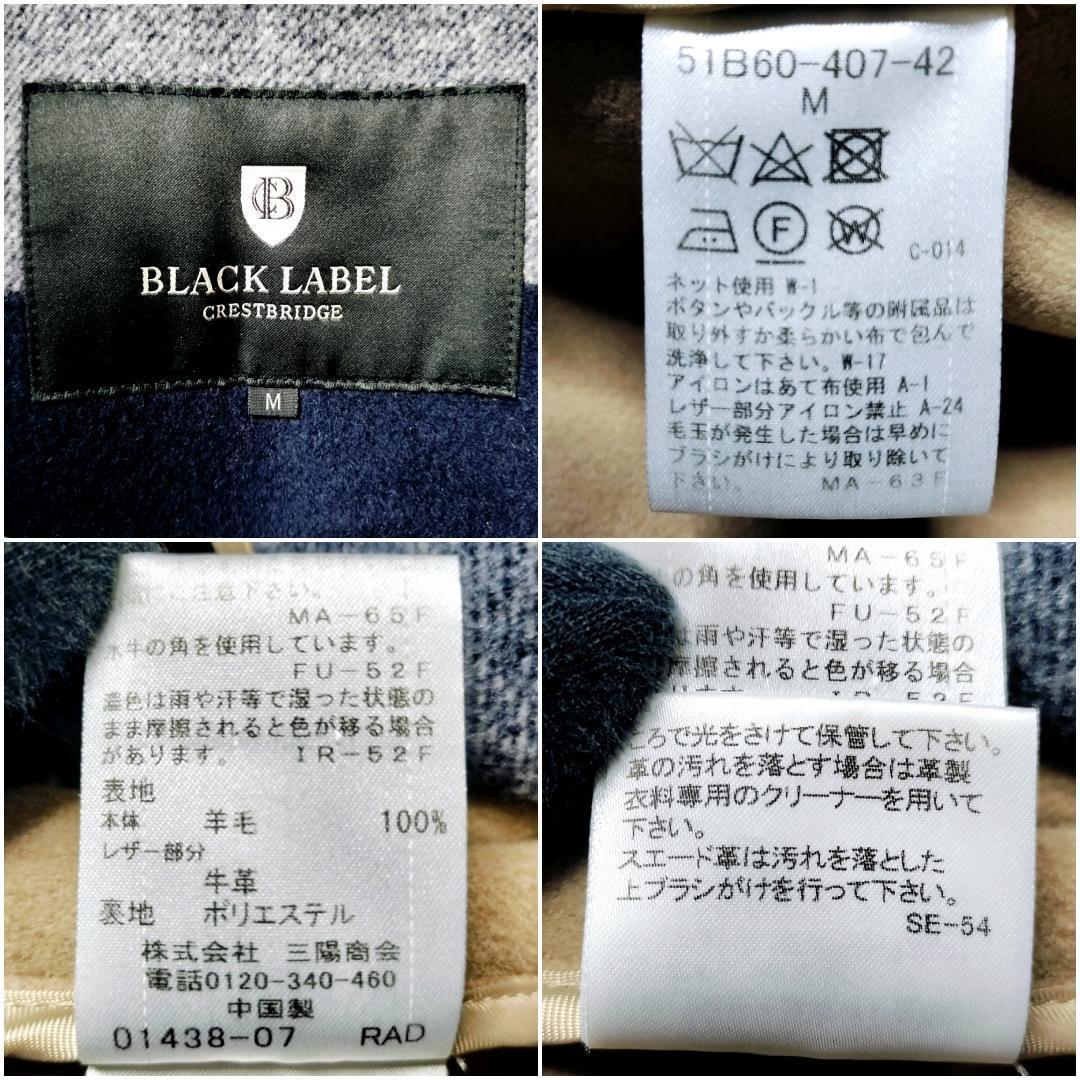 CB
BLACK LABEL
CRESTBRIDGE
M
51B60-407-42
M
F
W
C-014
ネット使用 W-1
ボタンやバックル等の附属品は
取り外すか柔らかい布で包んで
洗浄して下さい。W-17
アイロンはあて布使用 A-1
レザー部分アイロン禁止 A-24
毛玉が発生した場合は早めに
ブラシがけにより取り除いて
下さい。 MA-63F
ご注意下さい。
MA-65F
水牛の角を使用しています。
FU-52F
濃色は雨や汗等で湿った状態の
まま摩擦されると色が移る場合
があります。 IR-52F
表地
本体 羊毛 100%
レザー部分
牛革
裏地 ポリエステル
株式会社 三陽商会
電話0120-340-460
中国製
01438-07 RAD
MA-65F
の角を使用しています。
FU-52F
は雨や汗等で湿った状態の
摩擦されると色が移る場合
ころで光をさけて保管して下さい。
革の汚れを落とす場合は革製
衣料専用のクリーナーを用いて
下さい。
スエード革は汚れを落とした
上ブラシがけを行って下さい。
SE-54